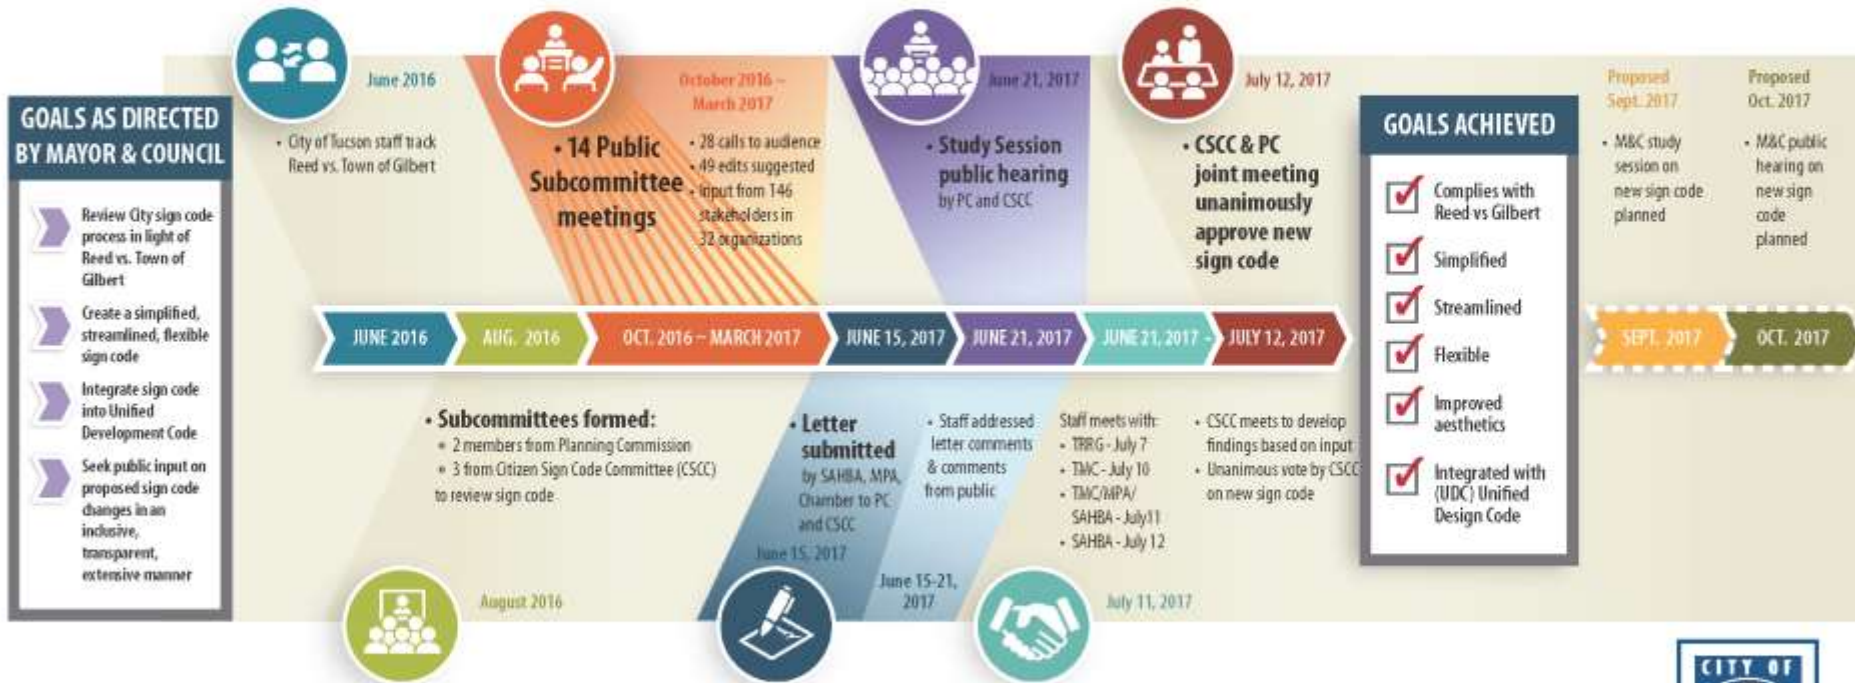 GOALS AS DIRECTED
BY MAYOR & COUNCIL
Review City sign code
process in light of
Reed vs. Town of
Gilbert
Create a simplified,
streamlined, flexible
sign code
Integrate sign code
into Unified
Development Code
Seek public input on
proposed sign code
changes in an
inclusive,
transparent,
extensive manner
June 2016
• City of Tucson staff track
Reed vs. Town of Gilbert
October 2016 –
March 2017
• 14 Public
Subcommittee
meetings
• 28 calls to audience
• 49 edits suggested
• Input from 146
stakeholders in
32 organizations
June 21, 2017
• Study Session
public hearing
by PC and CSCC
July 12, 2017
• CSCC & PC
joint meeting
unanimously
approve new
sign code
JUNE 2016
AUG. 2016
OCT. 2016 – MARCH 2017
JUNE 15, 2017
JUNE 21, 2017
JUNE 21, 2017 -
JULY 12, 2017
• Subcommittees formed:
• 2 members from Planning Commission
• 3 from Citizen Sign Code Committee (CSCC)
to review sign code
August 2016
• Letter
submitted
by SAHBA, MPA,
Chamber to PC
and CSCC
June 15, 2017
• Staff addressed
letter comments
& comments
from public
June 15-21,
2017
Staff meets with:
• TRRG - July 7
• TMC - July 10
• TMC/MPA/
SAHBA - July11
• SAHBA - July 12
July 11, 2017
• CSCC meets to develop
findings based on input
• Unanimous vote by CSCC
on new sign code
GOALS ACHIEVED
Complies with
Reed vs Gilbert
Simplified
Streamlined
Flexible
Improved
aesthetics
Integrated with
(UDC) Unified
Design Code
Proposed
Sept. 2017
• M&C study
session on
new sign code
planned
Proposed
Oct. 2017
• M&C public
hearing on
new sign
code
planned
SEPT. 2017
OCT. 2017
CITY OF